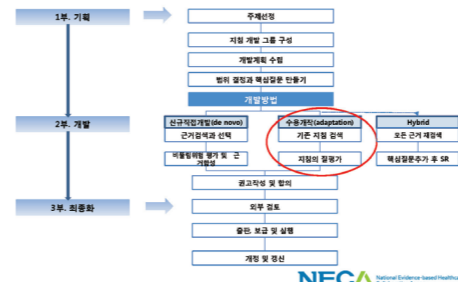 1부. 기획
주제선정
지침 개발 그룹 구성
개발계획 수립
범위 결정과 핵심질문 만들기
개발방법
2부. 개발
신규직접개발(de novo)
수용개작(adaptation)
Hybrid
근거검색과 선택
기존 지침 검색
모든 근거 재검색
비뚤림위험 평가 및 근
거합성
지침의 질평가
핵심질문추가 후 SR
권고작성 및 합의
3부. 최종화
외부 검토
출판, 보급 및 실행
개정 및 갱신
NECA National Evidence-based Healthcare